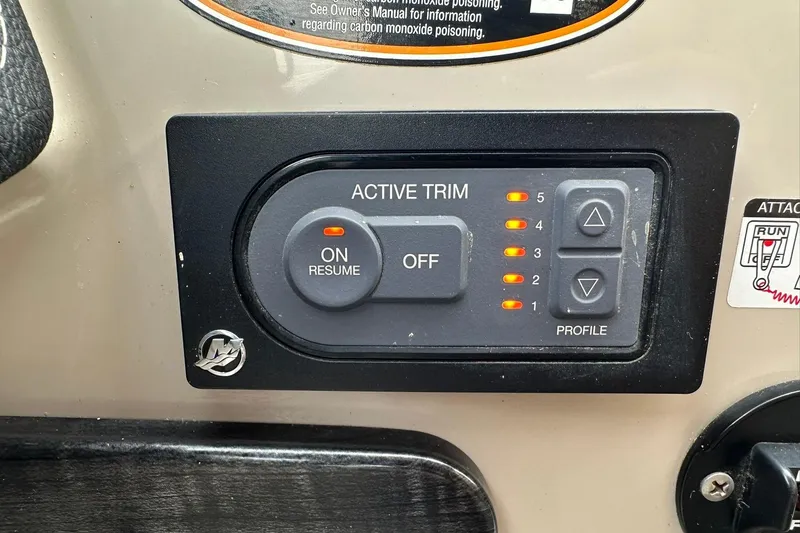 carbon monoxide poisoning.
See Owner's Manual for information
regarding carbon monoxide poisoning.
ACTIVE TRIM
ON
RESUME
OFF
5
4
3
2
1
PROFILE
ATTAC
RUN